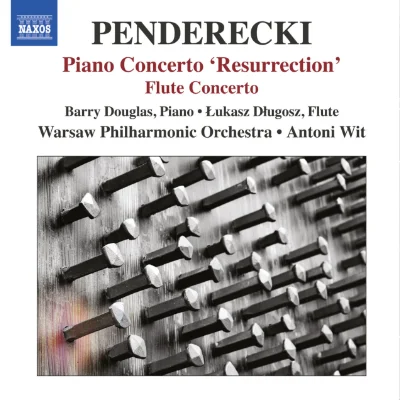 NAXOS
PENDERECKI
Piano Concerto ‘Resurrection’
Flute Concerto
Barry Douglas, Piano • Łukasz Długosz, Flute
Warsaw Philharmonic Orchestra • Antoni Wit